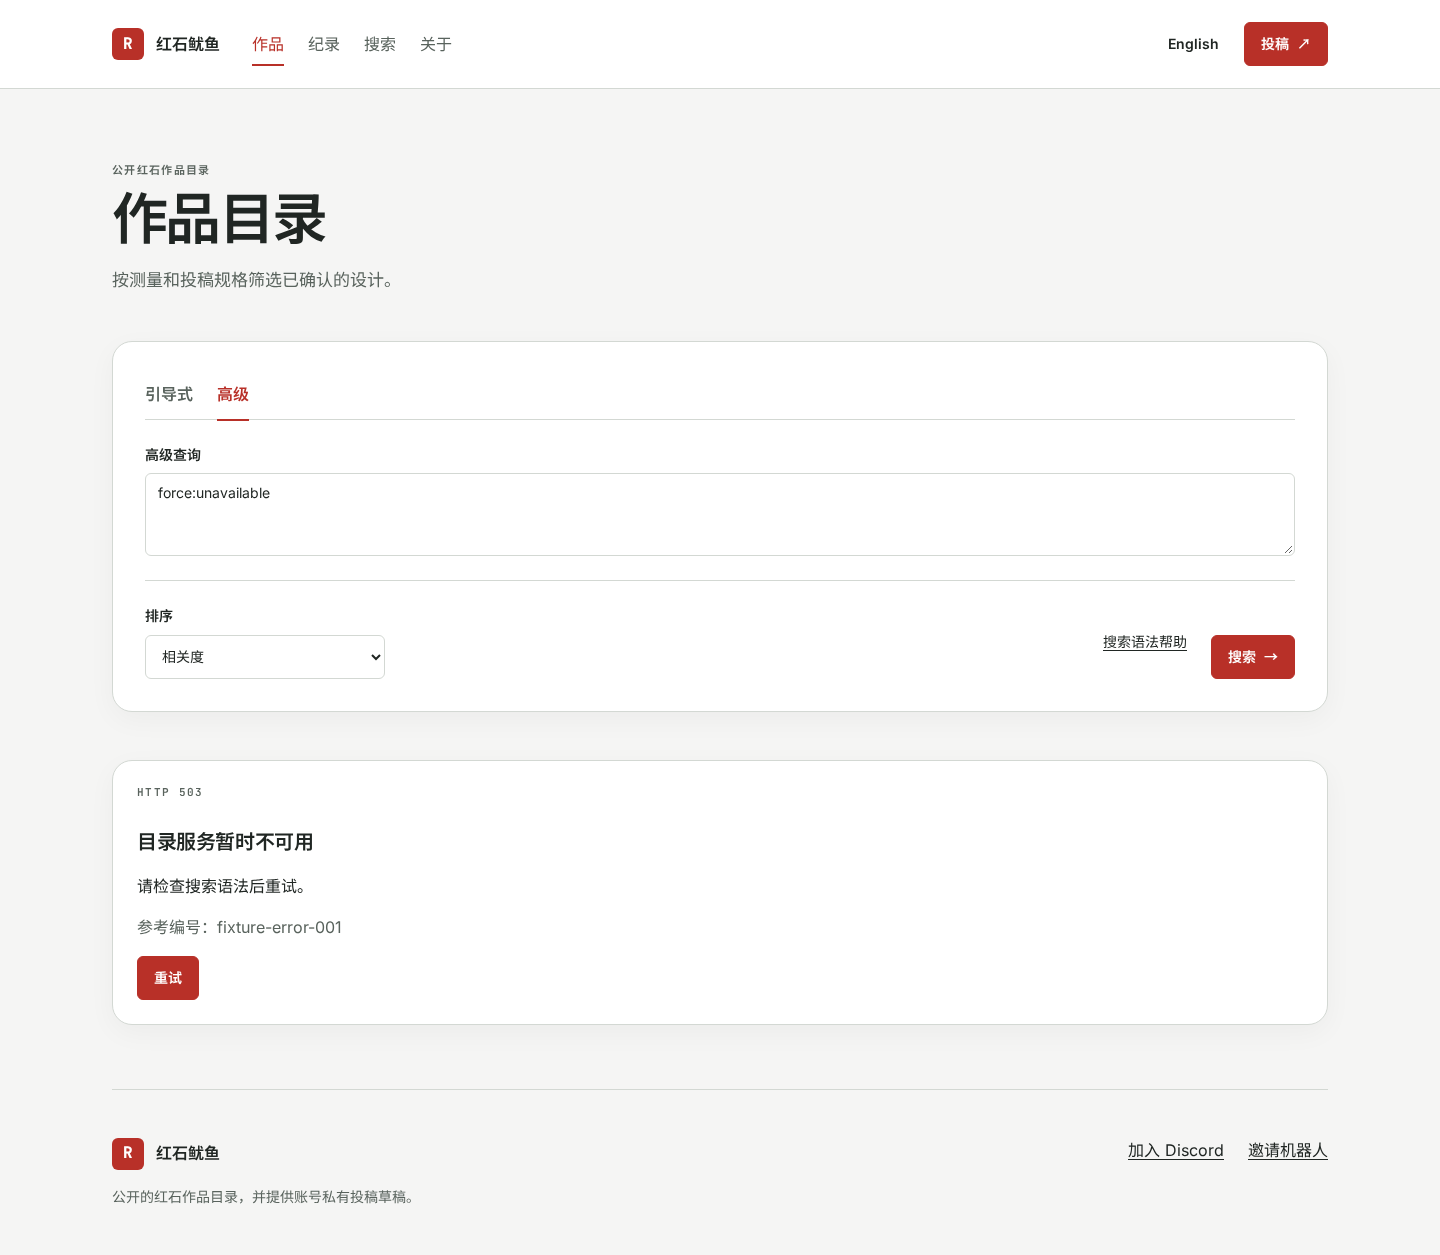 R 红石鱿鱼 作品 纪录 搜索 关于 English 投稿 ↗
公开红石作品目录
作品目录
按测量和投稿规格筛选已确认的设计。
引导式 高级
高级查询
force:unavailable
排序
相关度 搜索语法帮助 搜索 →
HTTP 503
目录服务暂时不可用
请检查搜索语法后重试。
参考编号：fixture-error-001
重试
R 红石鱿鱼 加入 Discord 邀请机器人
公开的红石作品目录，并提供账号私有投稿草稿。